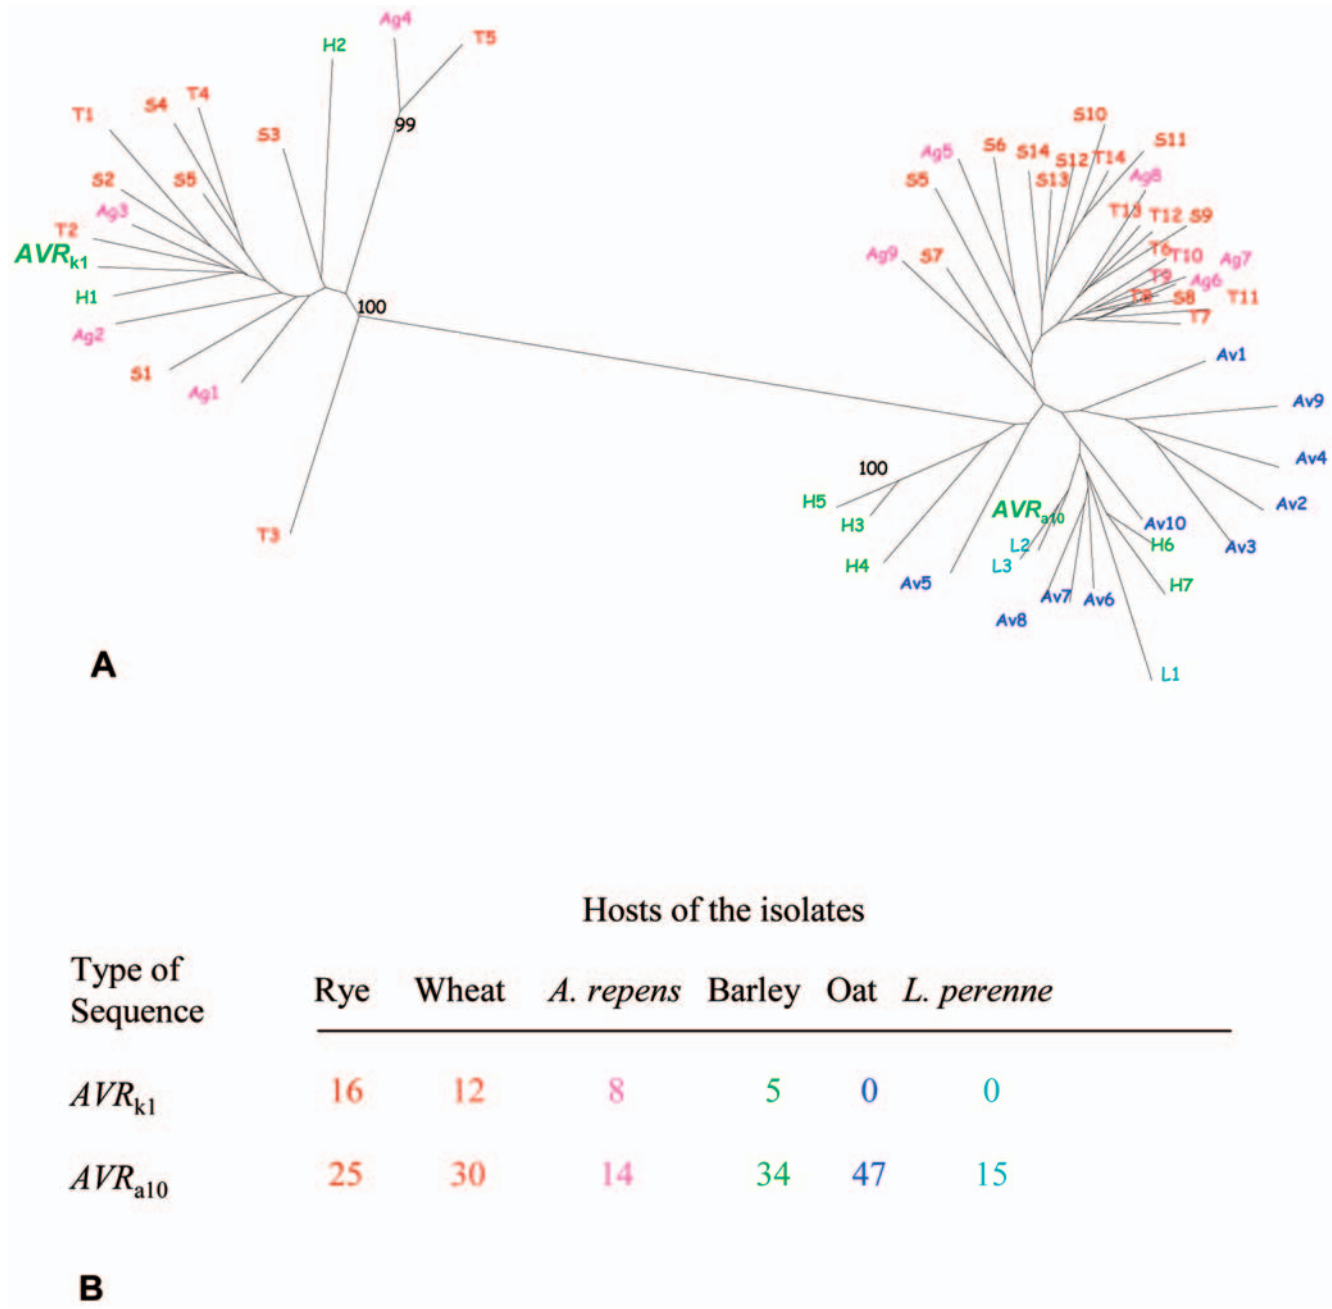 Ag4
T5
H2
T4
S4
T1
S3
99
S2
S5
Ag3
T2
AVRk1
H1
Ag2
S1
Ag1
100
T3
S10
S11
S6
S14
S12
T14
Ag5
S5
S13
Ag8
T13
T12
S9
Ag9
S7
T6
T10
Ag7
T9
Ag6
T8
S8
T11
T7
Av1
Av9
Av4
100
H5
H3
AVRa10
Av2
Av10
L2
H6
Av3
H4
L3
Av5
H7
Av7
Av6
Av8
L1
A
Hosts of the isolates
Type of
Sequence
Rye Wheat A. repens Barley Oat L. perenne
AVRk1 16 12 8 5 0 0
AVRa10 25 30 14 34 47 15
B